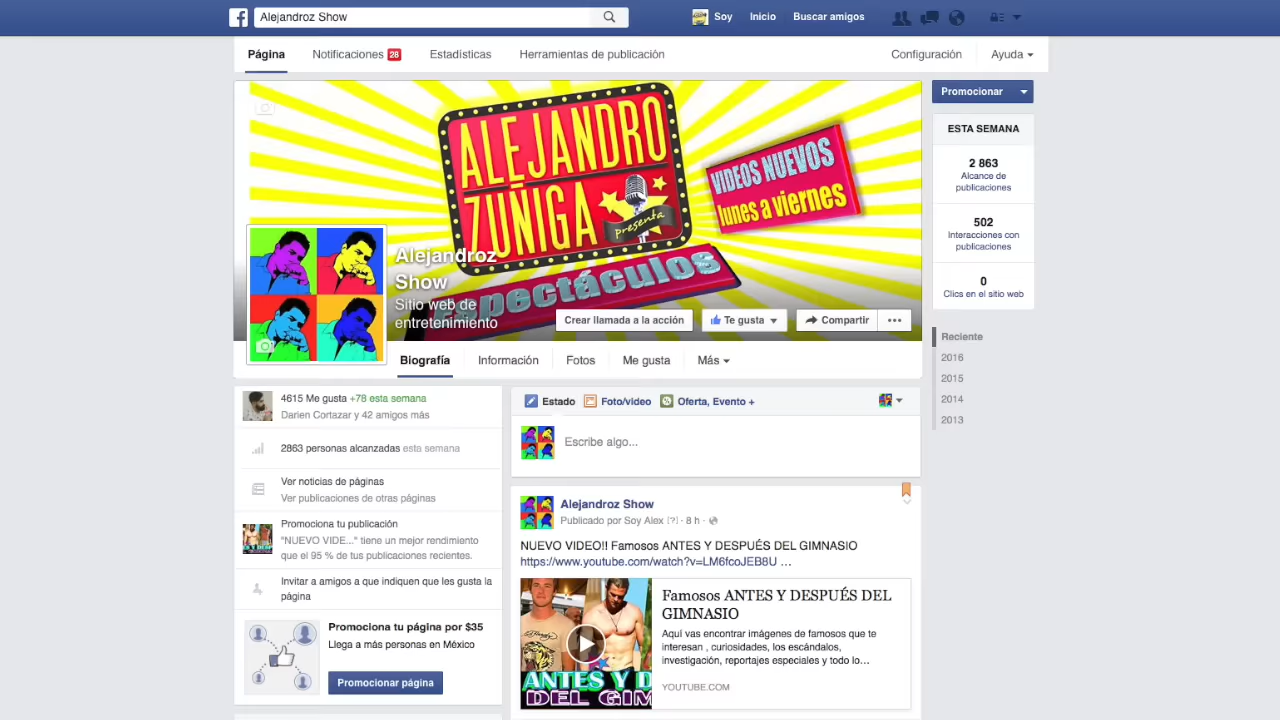 Alejandroz Show
Soy
Inicio
Buscar amigos
Página
Notificaciones 28
Estadísticas
Herramientas de publicación
Configuración
Ayuda
ALEJANDRO
ZUÑIGA
presenta
espectáculos
VIDEOS NUEVOS
lunes a viernes
Alejandroz
Show
Sitio web de
entretenimiento
Crear llamada a la acción
Te gusta
Compartir
Promocionar
ESTA SEMANA
2 863
Alcance de
publicaciones
502
Interacciones con
publicaciones
0
Clics en el sitio web
Reciente
2016
2015
2014
2013
Biografía
Información
Fotos
Me gusta
Más
4615 Me gusta +78 esta semana
Darien Cortazar y 42 amigos más
2863 personas alcanzadas esta semana
Ver noticias de páginas
Ver publicaciones de otras páginas
Promociona tu publicación
"NUEVO VIDE..." tiene un mejor rendimiento
que el 95 % de tus publicaciones recientes.
Invitar a amigos a que indiquen que les gusta la
página
Promociona tu página por $35
Llega a más personas en México
Promocionar página
Estado
Foto/video
Oferta, Evento +
Escribe algo...
Alejandroz Show
Publicado por Soy Alex [?] · 8 h ·
NUEVO VIDEO!! Famosos ANTES Y DESPUÉS DEL GIMNASIO
https://www.youtube.com/watch?v=LM6fcoJEB8U ...
ANTES Y D
DEL GIM
Famosos ANTES Y DESPUÉS DEL
GIMNASIO
Aquí vas encontrar imágenes de famosos que te
interesan , curiosidades, los escándalos,
investigación, reportajes especiales y todo lo...
YOUTUBE.COM